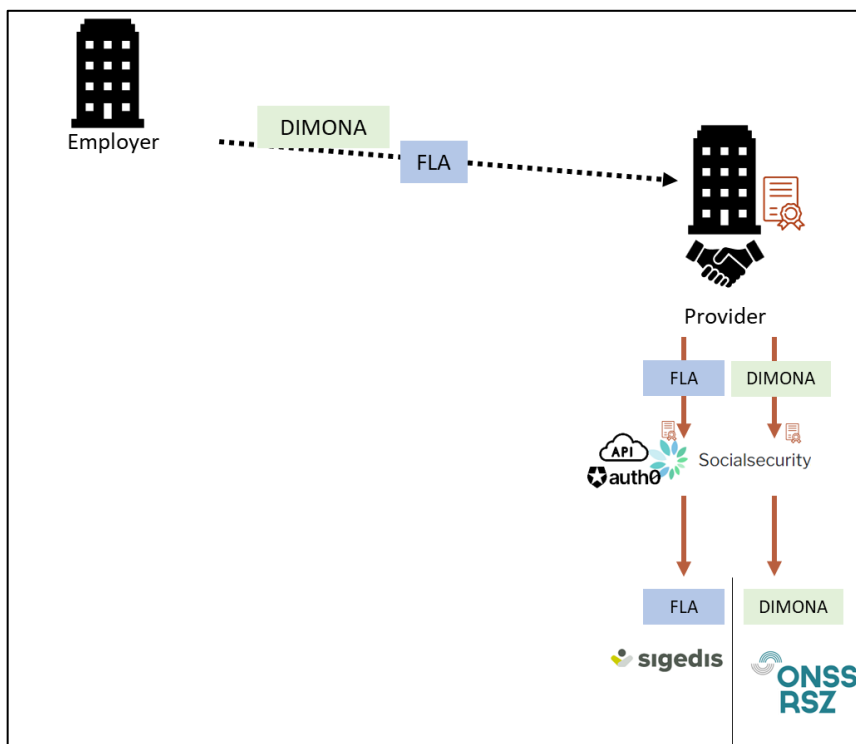 Employer
DIMONA
FLA
Provider
FLA
DIMONA
API
auth0
Socialsecurity
FLA
DIMONA
sigedis
ONSS
RSZ